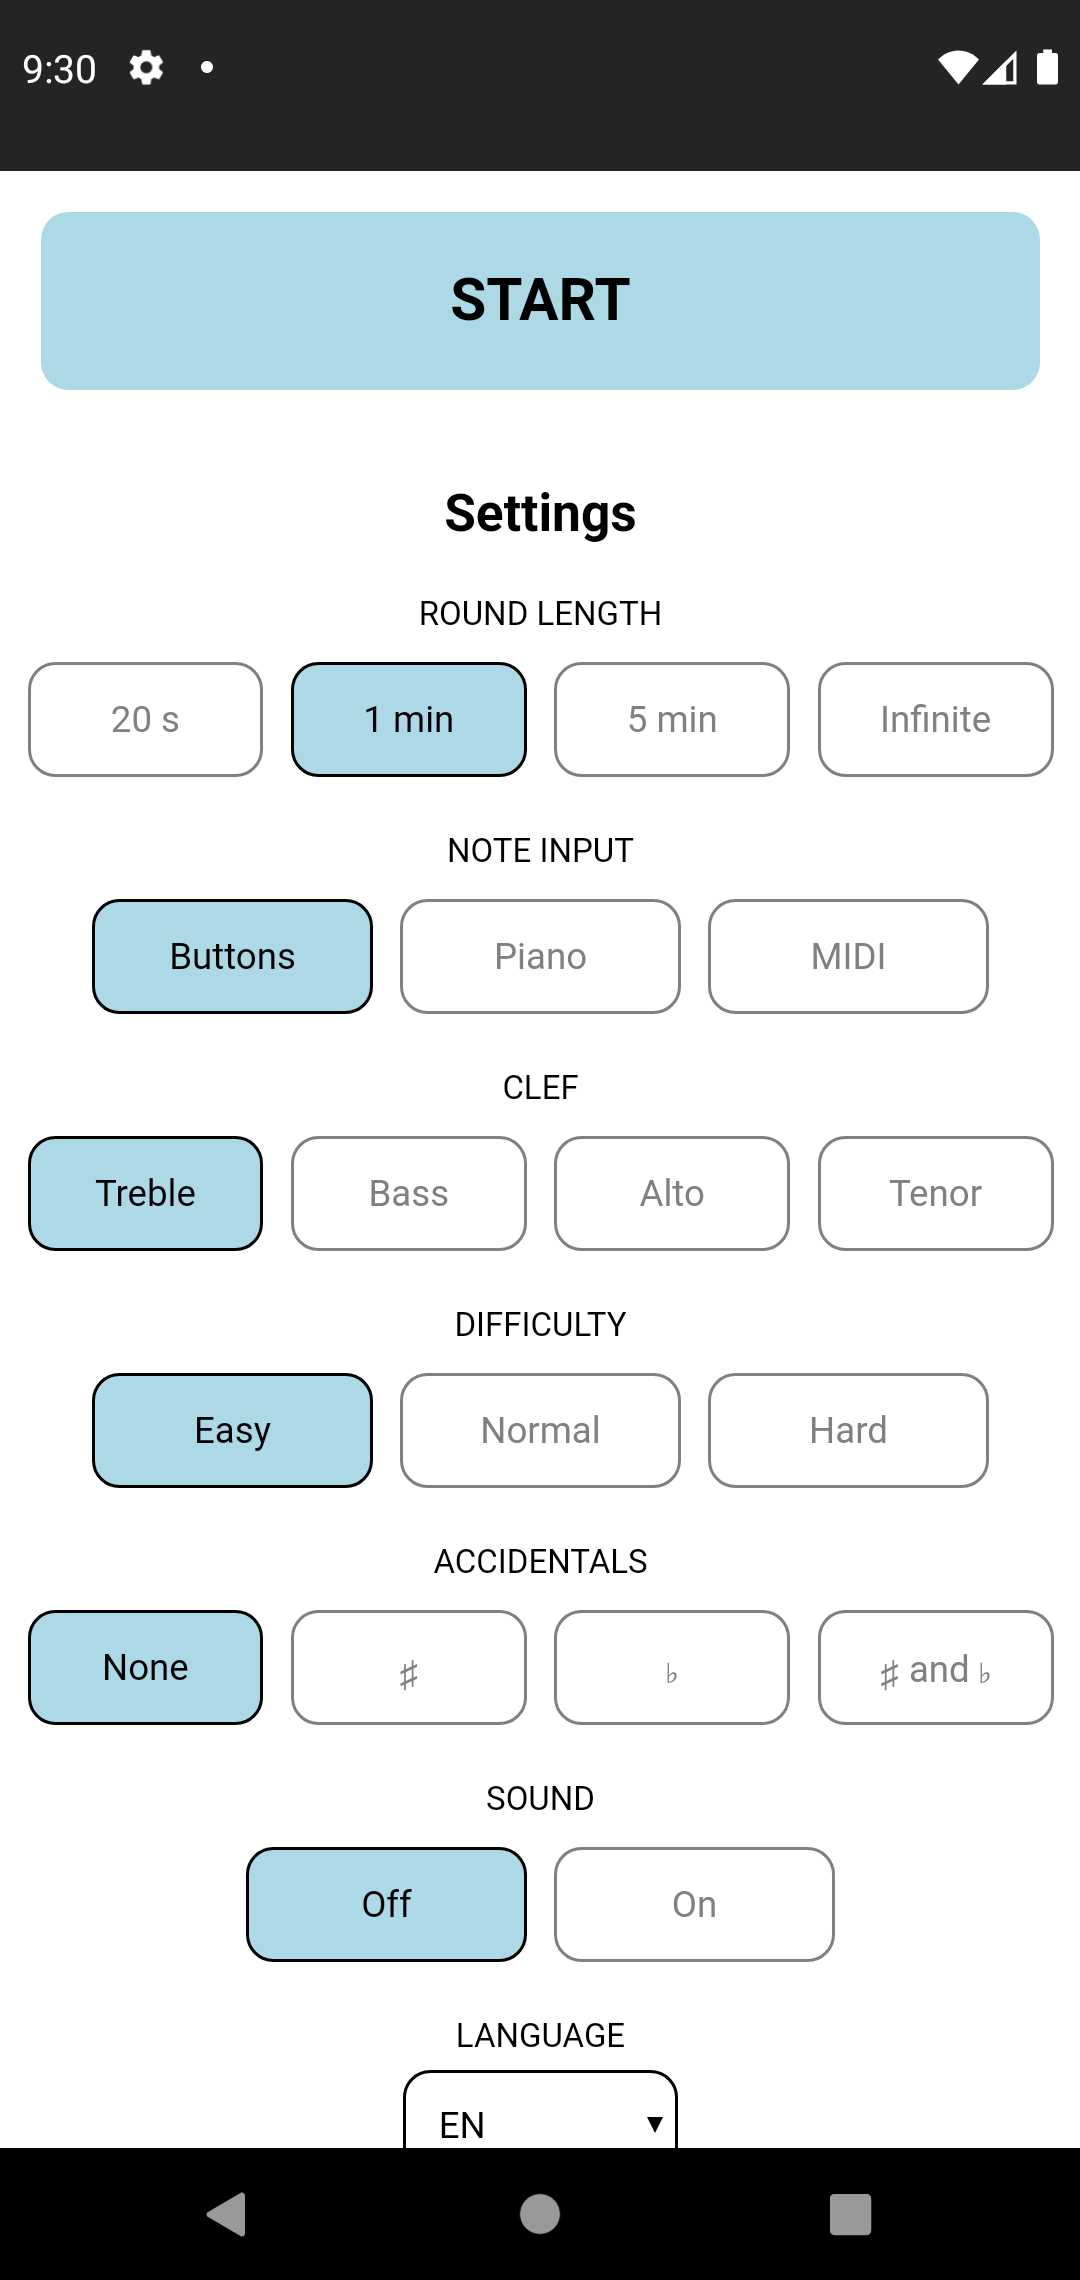 9:30
START
Settings
ROUND LENGTH
20 s 1 min 5 min Infinite
NOTE INPUT
Buttons Piano MIDI
CLEF
Treble Bass Alto Tenor
DIFFICULTY
Easy Normal Hard
ACCIDENTALS
None ♯ ♭ ♯ and ♭
SOUND
Off On
LANGUAGE
EN